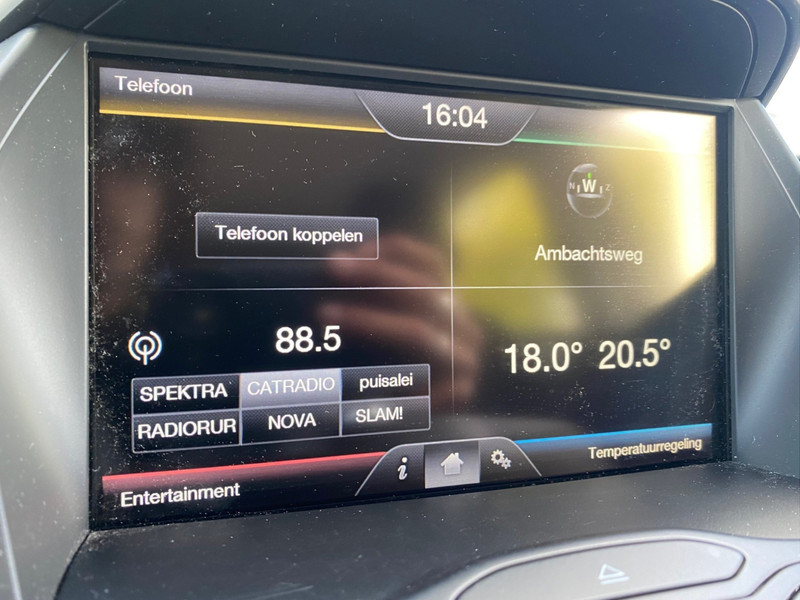 Telefoon
16:04
N W Z
Telefoon koppelen
Ambachtsweg
88.5
18.0° 20.5°
SPEKTRA CATRADIO puisalei
RADIORUR NOVA SLAM!
i
Entertainment
Temperatuurregeling